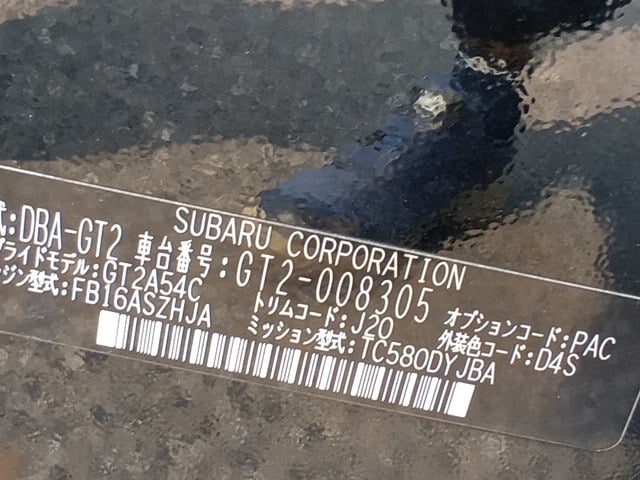 SUBARU CORPORATION
式:DBA-GT2 車台番号:GT2-008305
プライドモデル:GT2A54C トリムコード:J20 オプションコード:PAC
ンジン型式:FB16ASZHJA ミッション型式:TC580DYJBA 外装色コード:D4S